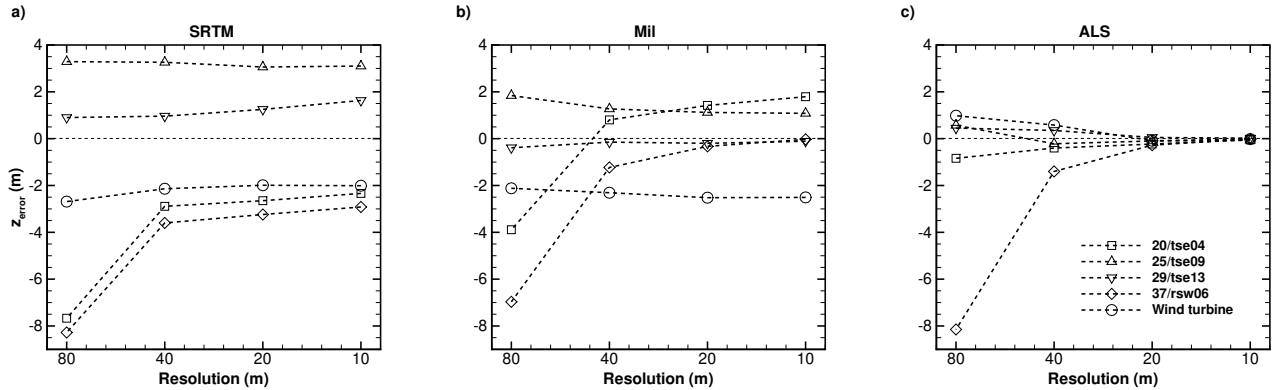 a)
SRTM
4
2
0
-2
-4
-6
-8
80
40
20
10
Resolution (m)
z_error (m)
b)
Mil
4
2
0
-2
-4
-6
-8
80
40
20
10
Resolution (m)
c)
ALS
4
2
0
-2
-4
-6
-8
80
40
20
10
Resolution (m)
20/tse04
25/tse09
29/tse13
37/rsw06
Wind turbine